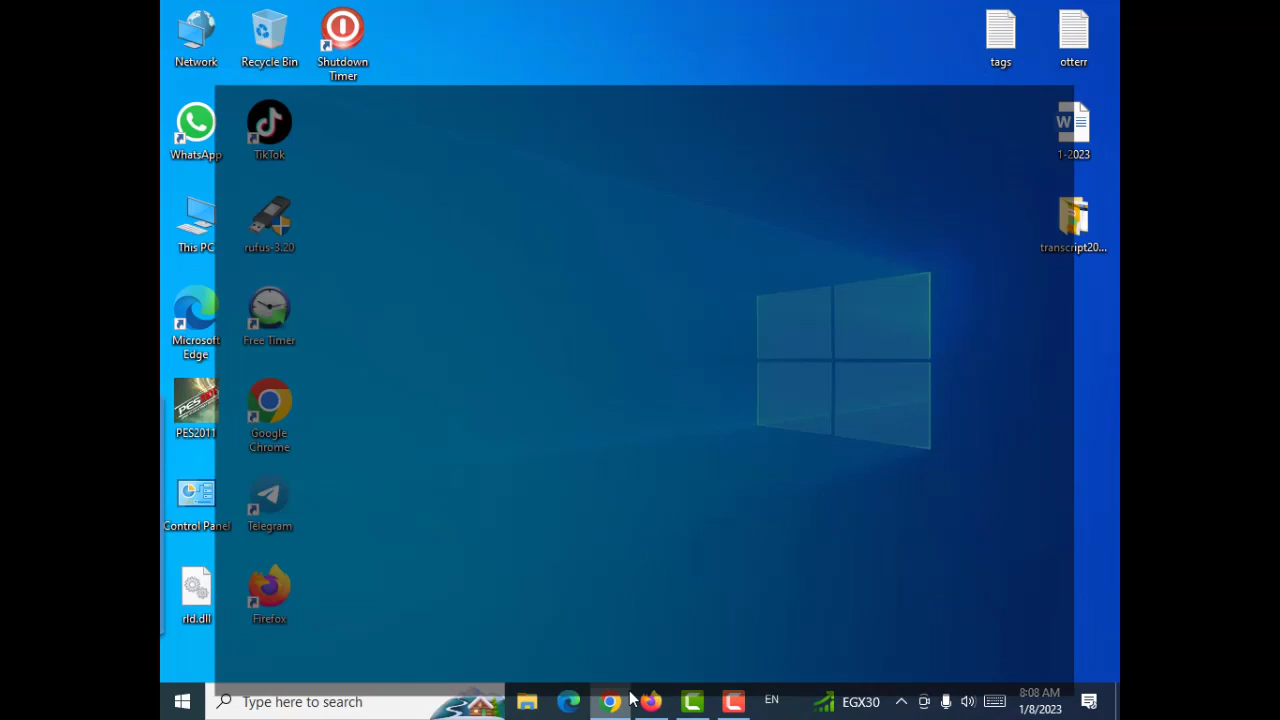 Network
Recycle Bin
Shutdown
Timer
tags
otterr
WhatsApp
TikTok
W
1-2023
This PC
rufus-3.20
transcript20...
Microsoft
Edge
Free Timer
PES2011
Google
Chrome
Control Panel
Telegram
rld.dll
Firefox
Type here to search
EN
EGX30
8:08 AM
1/8/2023